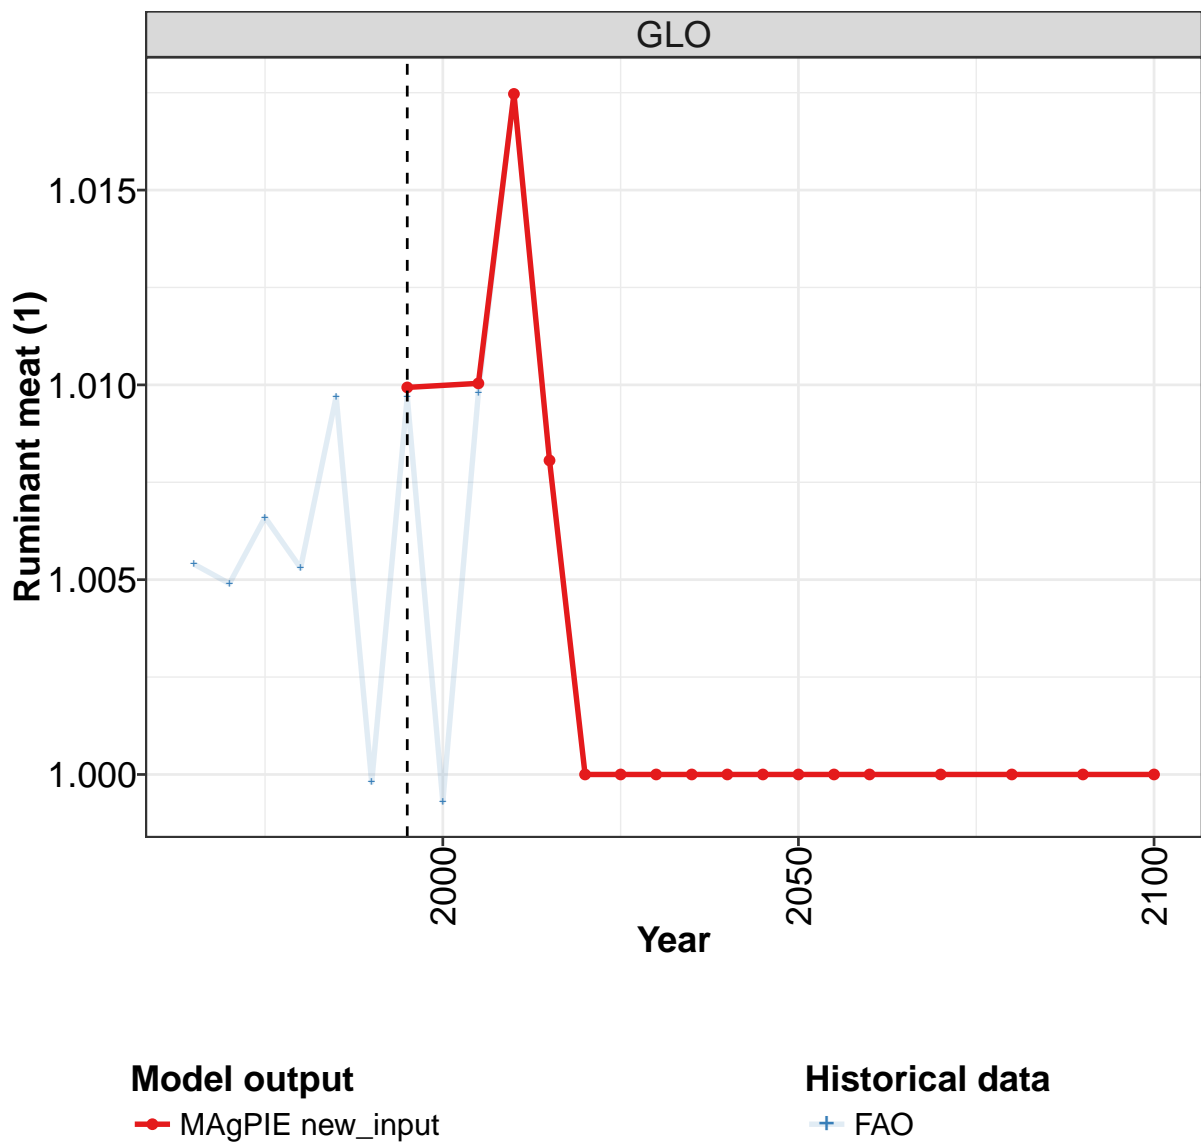 GLO
Ruminant meat (1)
1.015
1.010
1.005
1.000
2000
2050
2100
Year
Model output
Historical data
MAgPIE new_input
FAO